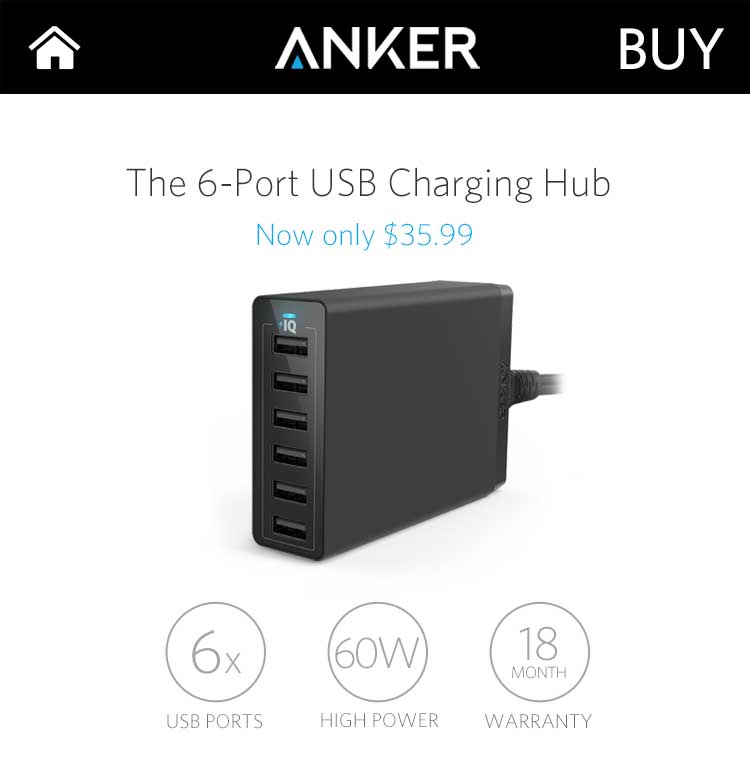 ANKER
BUY
The 6-Port USB Charging Hub
Now only $35.99
IQ
6x
60W
18
MONTH
USB PORTS
HIGH POWER
WARRANTY